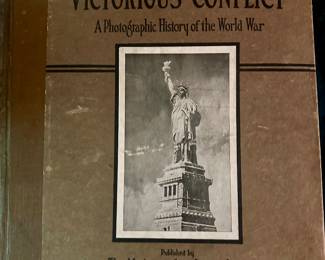 VICTORIOUS CONFLICT
A Photographic History of the World War
Published by